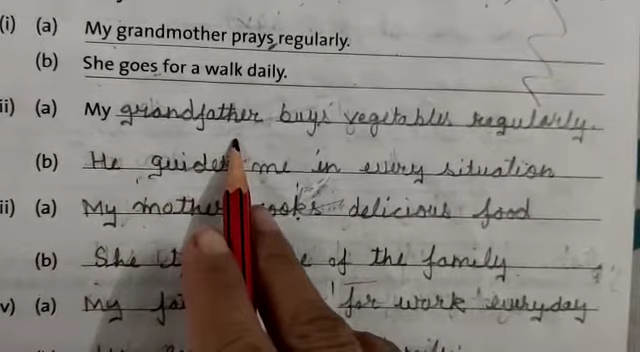 (i) (a) My grandmother prays regularly.
(b) She goes for a walk daily.
ii) (a) My grandfather buys vegetables regularly.
(b) He guides me in every situation
ii) (a) My mother cooks delicious food
(b) She of the family
v) (a) My for work everyday